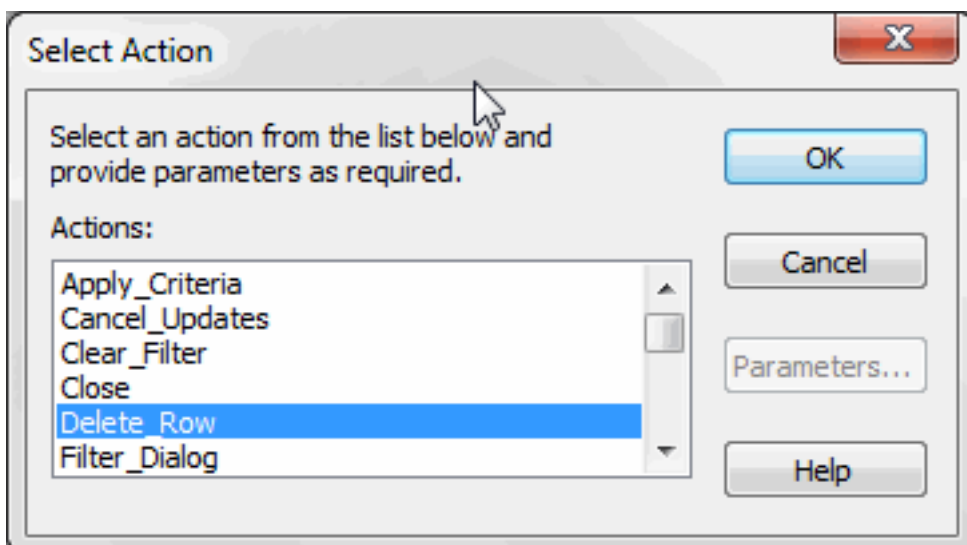 Select Action
Select an action from the list below and
provide parameters as required.
Actions:
Apply_Criteria
Cancel_Updates
Clear_Filter
Close
Delete_Row
Filter_Dialog
OK
Cancel
Parameters...
Help